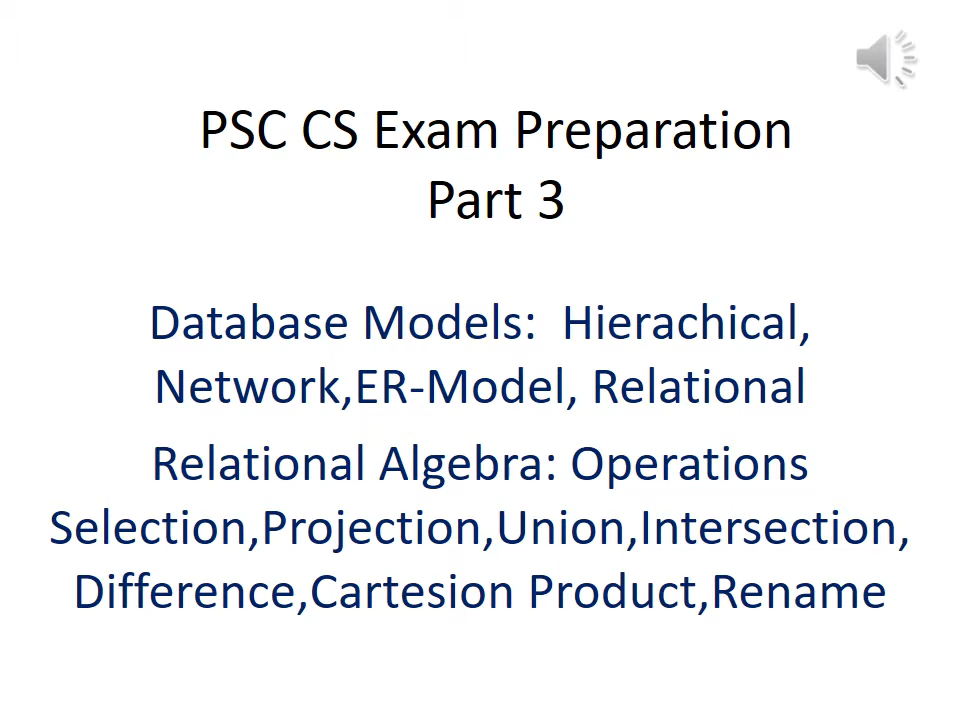 PSC CS Exam Preparation
Part 3
Database Models:  Hierachical,
Network,ER-Model, Relational
Relational Algebra: Operations
Selection,Projection,Union,Intersection,
Difference,Cartesion Product,Rename